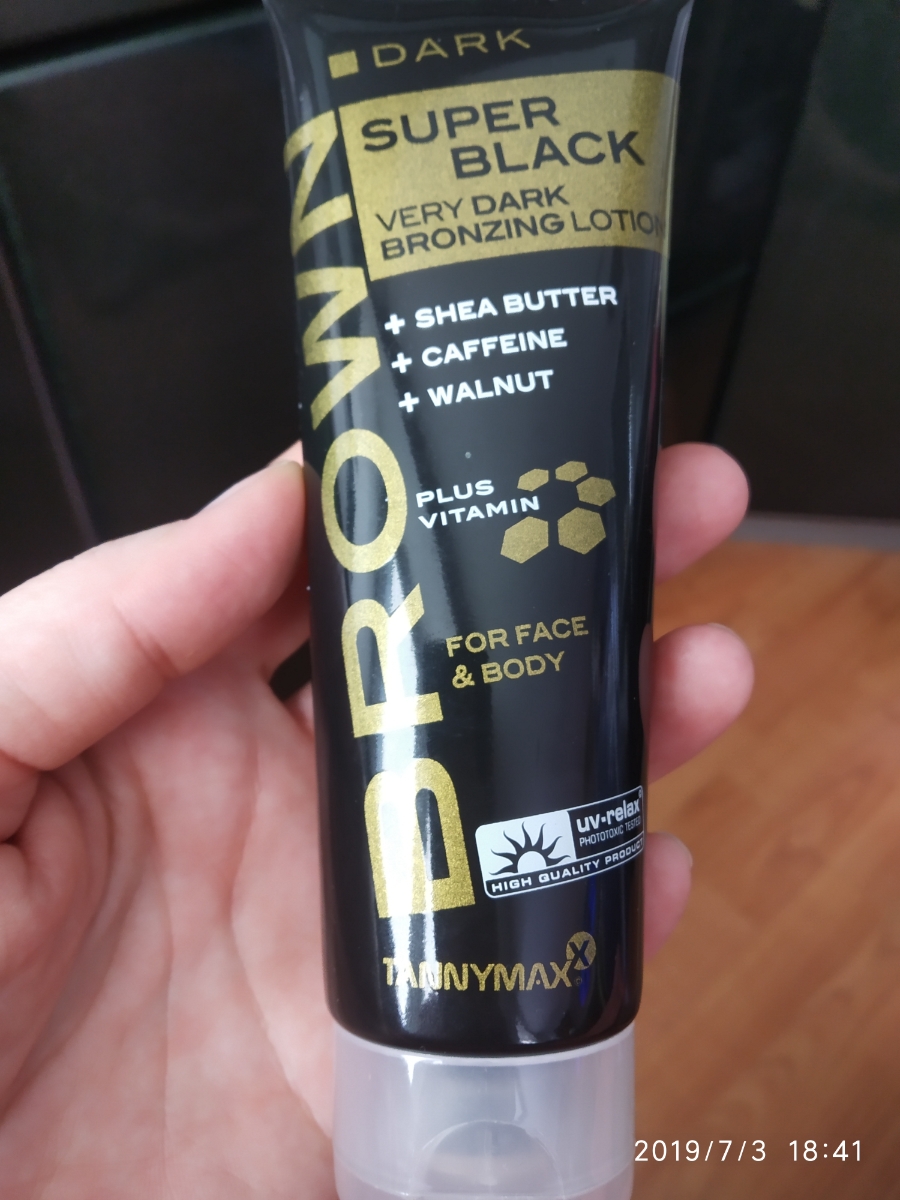 DARK
SUPER
BLACK
VERY DARK
BRONZING LOTION
BROWN
+ SHEA BUTTER
+ CAFFEINE
+ WALNUT
PLUS
VITAMIN
FOR FACE
& BODY
uv-relax
PHOTOTOXIC TESTED
HIGH QUALITY PRODUCT
TANNYMAXX
2019/7/3 18:41